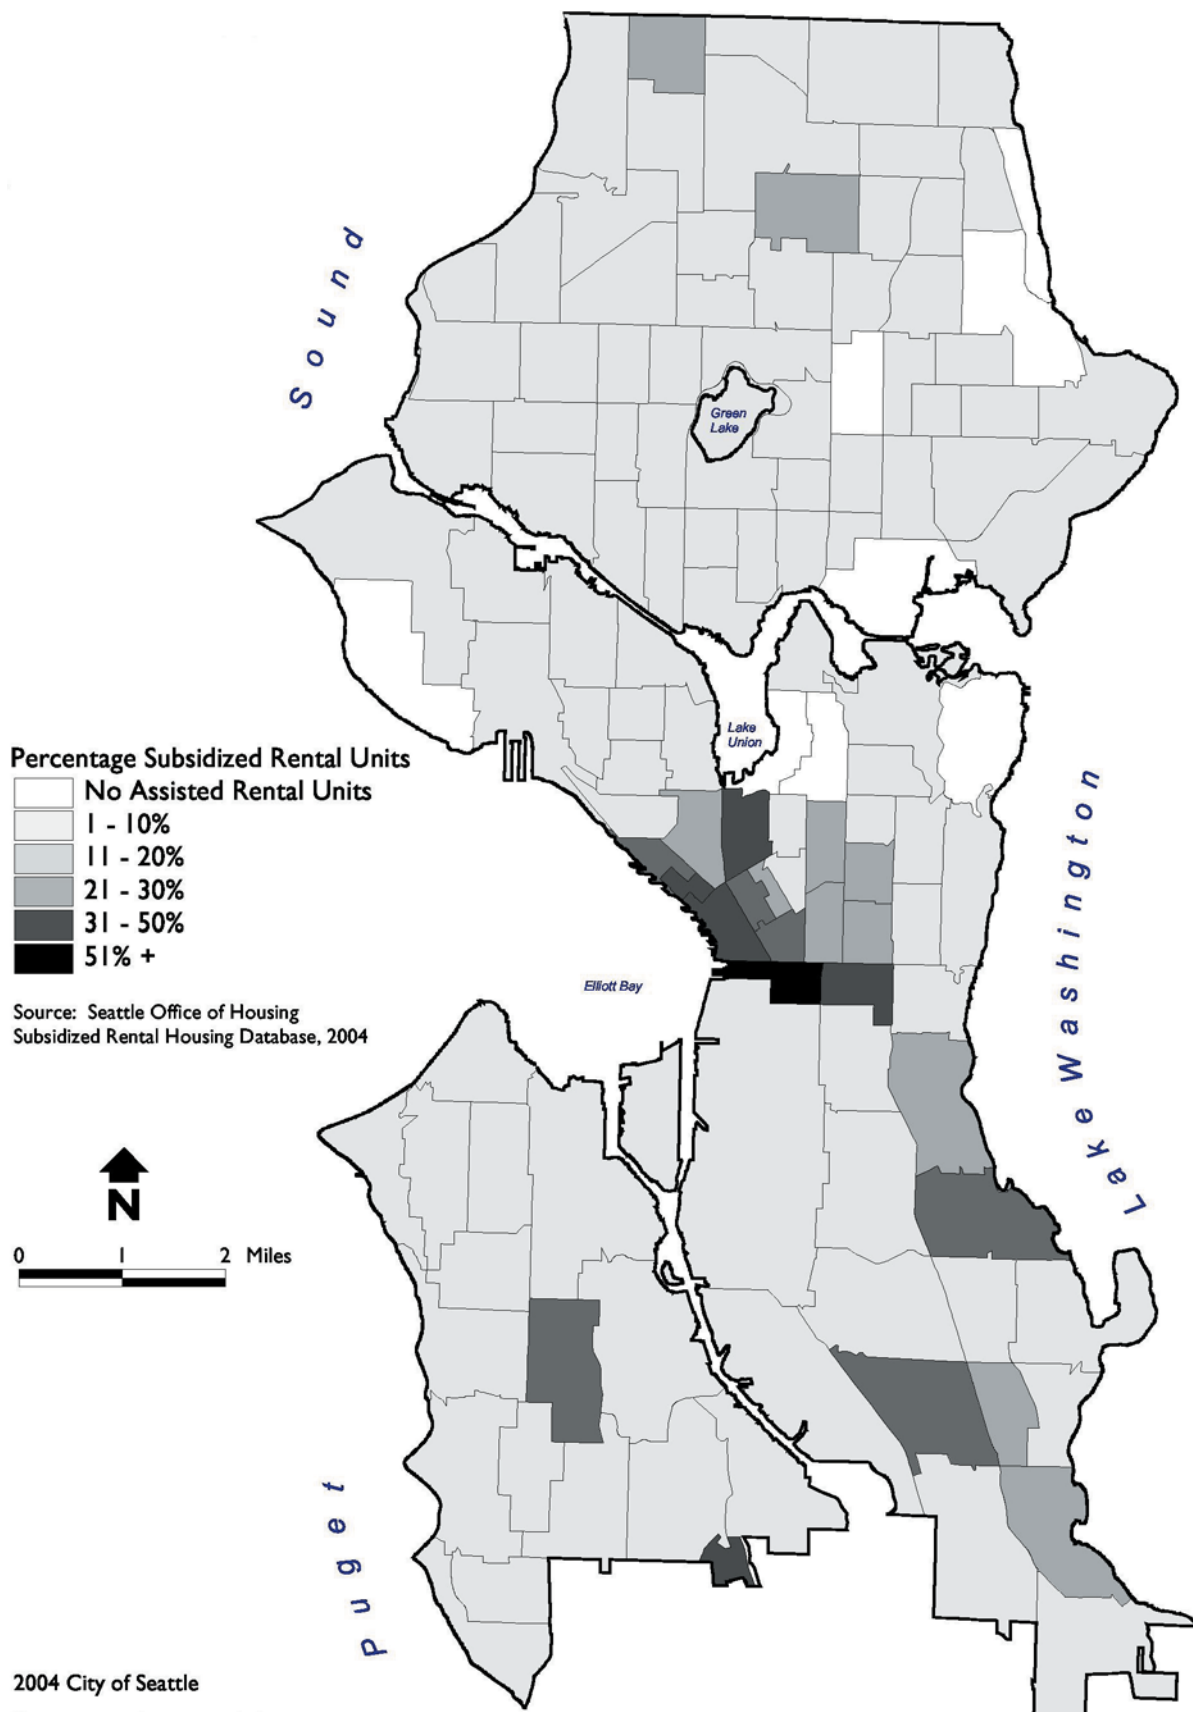 Sound
Green
Lake
Lake
Union
Percentage Subsidized Rental Units
No Assisted Rental Units
1 - 10%
11 - 20%
21 - 30%
31 - 50%
51% +
Source: Seattle Office of Housing
Subsidized Rental Housing Database, 2004
Elliott Bay
Lake Washington
N
0 1 2 Miles
Puget
2004 City of Seattle